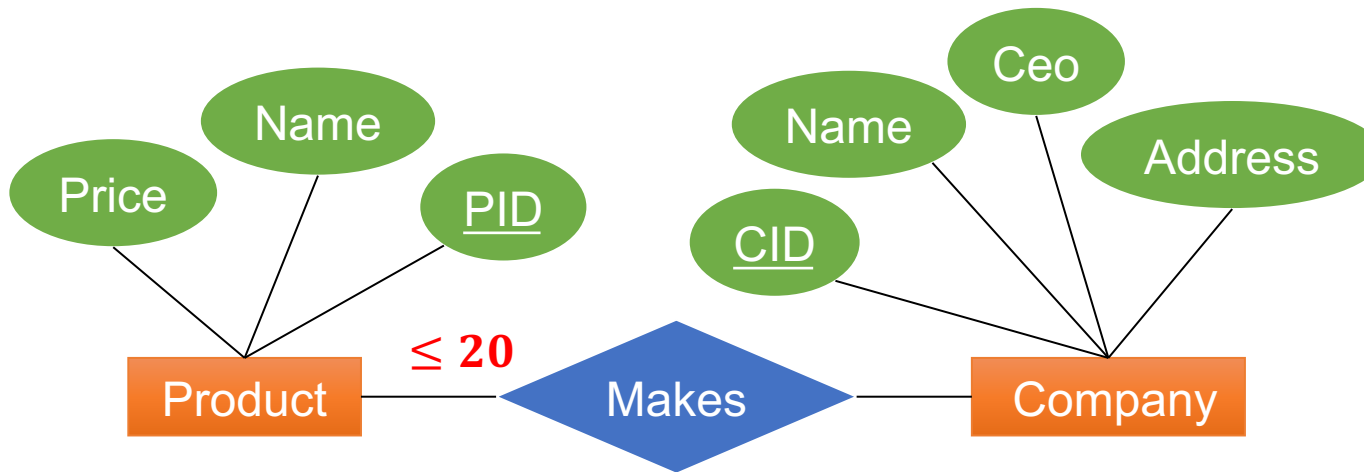 Price
Name
PID
CID
Name
Ceo
Address
≤ 20
Product
Makes
Company